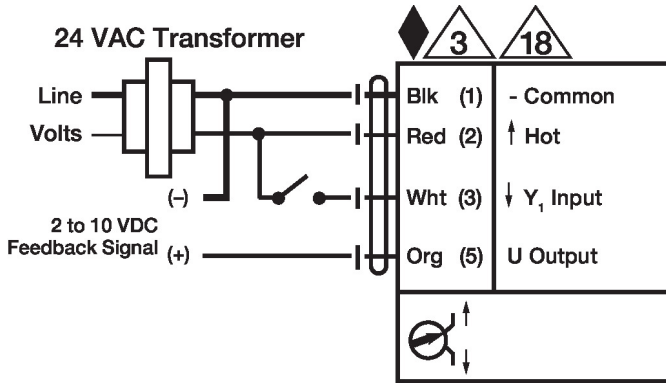 24 VAC Transformer
3 18
Line
Volts
Blk (1) - Common
Red (2) ↑ Hot
(–) Wht (3) ↓ Y₁ Input
2 to 10 VDC
Feedback Signal (+)
Org (5) U Output